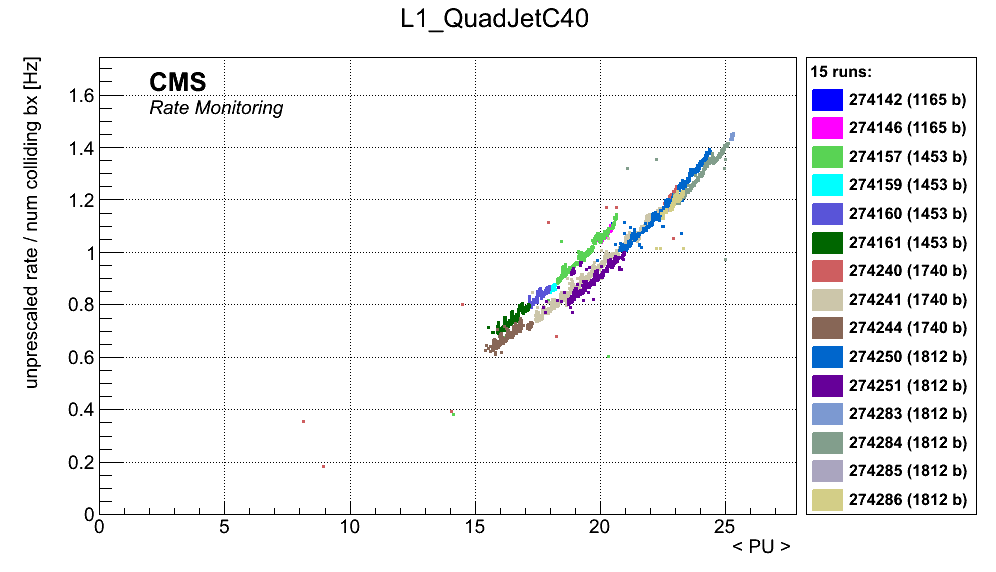 L1_QuadJetC40
unprescaled rate / num colliding bx [Hz]
CMS
Rate Monitoring
1.6
1.4
1.2
1
0.8
0.6
0.4
0.2
0
0 5 10 15 20 25
< PU >
15 runs:
274142 (1165 b)
274146 (1165 b)
274157 (1453 b)
274159 (1453 b)
274160 (1453 b)
274161 (1453 b)
274240 (1740 b)
274241 (1740 b)
274244 (1740 b)
274250 (1812 b)
274251 (1812 b)
274283 (1812 b)
274284 (1812 b)
274285 (1812 b)
274286 (1812 b)